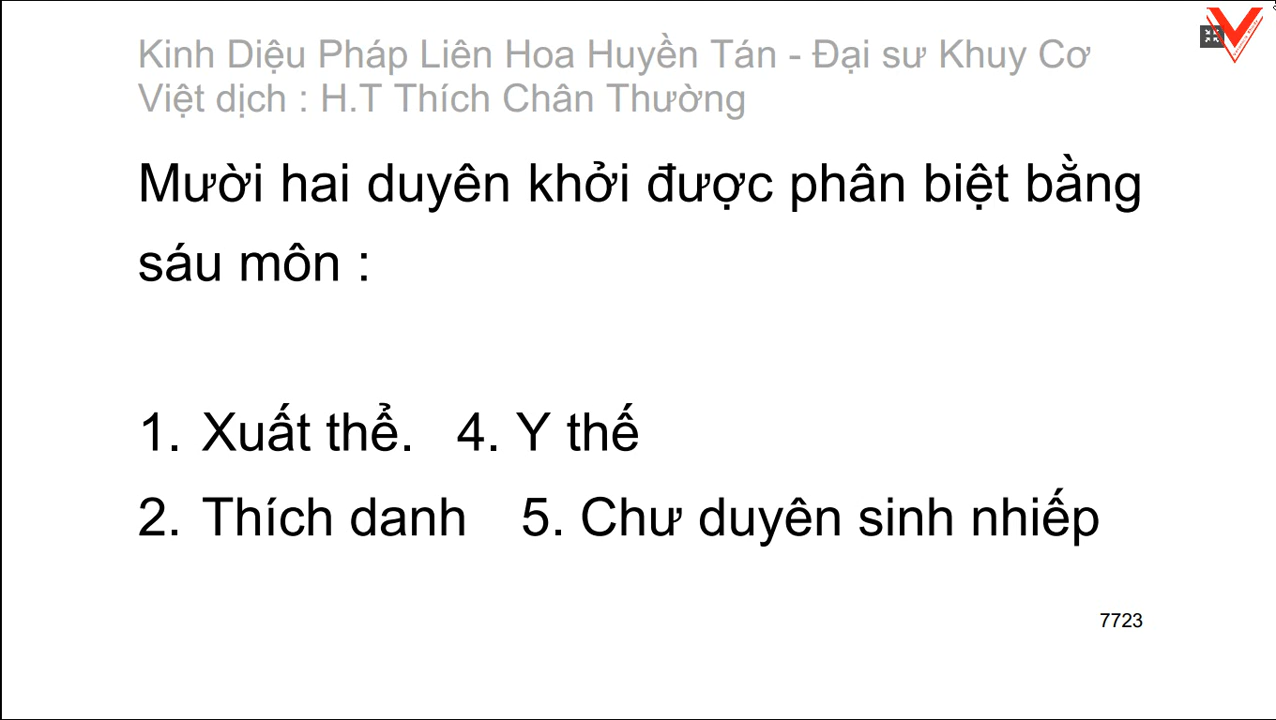 Kinh Diệu Pháp Liên Hoa Huyền Tán - Đại sư Khuy Cơ
Việt dịch : H.T Thích Chân Thường
Mười hai duyên khởi được phân biệt bằng
sáu môn :
1. Xuất thể. 4. Y thế
2. Thích danh 5. Chư duyên sinh nhiếp
7723